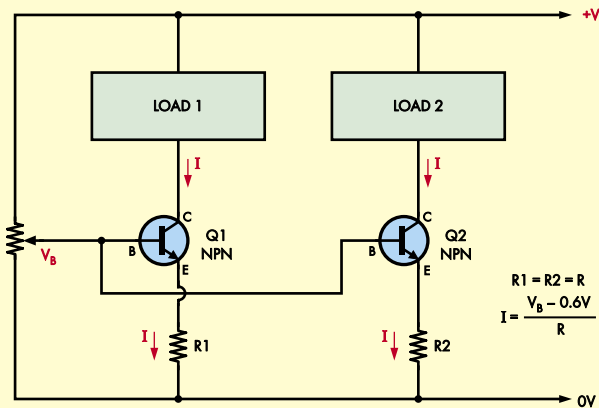 +V
LOAD 1
LOAD 2
I
I
C
C
Q1
NPN
Q2
NPN
B
B
VB
E
E
R1 = R2 = R
I = VB – 0.6V
R
I
R1
I
R2
0V